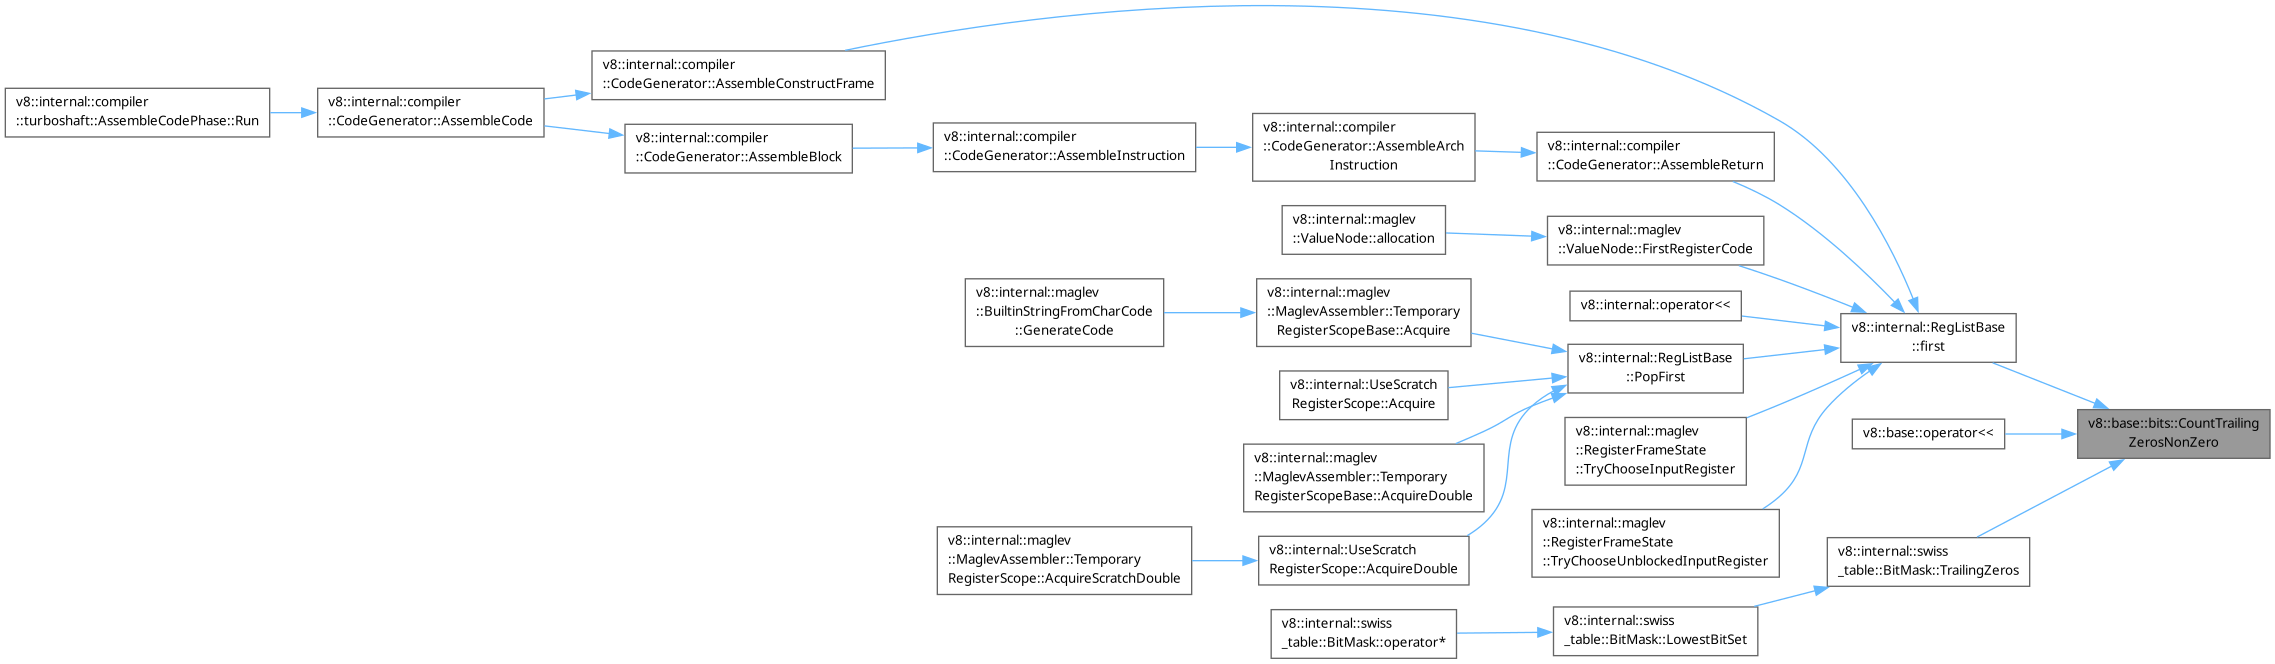 v8::internal::compiler
::turboshaft::AssembleCodePhase::Run
v8::internal::compiler
::CodeGenerator::AssembleCode
v8::internal::compiler
::CodeGenerator::AssembleConstructFrame
v8::internal::compiler
::CodeGenerator::AssembleBlock
v8::internal::compiler
::CodeGenerator::AssembleInstruction
v8::internal::compiler
::CodeGenerator::AssembleArch
Instruction
v8::internal::compiler
::CodeGenerator::AssembleReturn
v8::internal::maglev
::ValueNode::allocation
v8::internal::maglev
::ValueNode::FirstRegisterCode
v8::internal::maglev
::BuiltinStringFromCharCode
::GenerateCode
v8::internal::maglev
::MaglevAssembler::Temporary
RegisterScopeBase::Acquire
v8::internal::operator<<
v8::internal::RegListBase
::first
v8::internal::RegListBase
::PopFirst
v8::internal::UseScratch
RegisterScope::Acquire
v8::internal::maglev
::RegisterFrameState
::TryChooseInputRegister
v8::base::operator<<
v8::base::bits::CountTrailing
ZerosNonZero
v8::internal::maglev
::MaglevAssembler::Temporary
RegisterScopeBase::AcquireDouble
v8::internal::maglev
::RegisterFrameState
::TryChooseUnblockedInputRegister
v8::internal::maglev
::MaglevAssembler::Temporary
RegisterScope::AcquireScratchDouble
v8::internal::UseScratch
RegisterScope::AcquireDouble
v8::internal::swiss
_table::BitMask::TrailingZeros
v8::internal::swiss
_table::BitMask::operator*
v8::internal::swiss
_table::BitMask::LowestBitSet